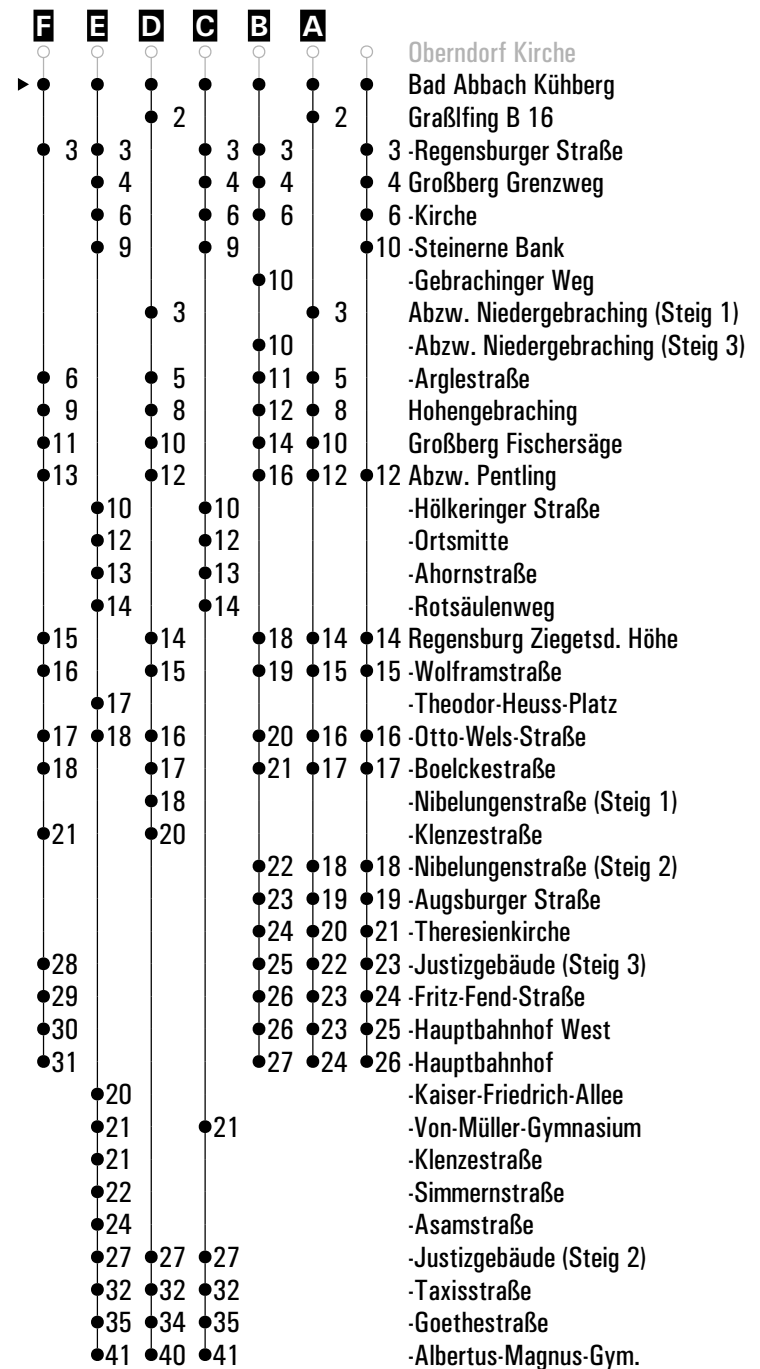 F E D C B A
Oberndorf Kirche
Bad Abbach Kühberg
2 2 Graßlfing B 16
3 3 3 3 3 -Regensburger Straße
4 4 4 4 Großberg Grenzweg
6 6 6 6 -Kirche
9 9 10 -Steinerne Bank
10 -Gebrachinger Weg
3 3 Abzw. Niedergebraching (Steig 1)
10 -Abzw. Niedergebraching (Steig 3)
6 5 11 5 -Arglestraße
9 8 12 8 Hohengebraching
11 10 14 10 Großberg Fischersäge
13 12 16 12 12 Abzw. Pentling
10 10 -Hölkeringer Straße
12 12 -Ortsmitte
13 13 -Ahornstraße
14 14 -Rotsäulenweg
15 14 18 14 14 Regensburg Ziegetsd. Höhe
16 15 19 15 15 -Wolframstraße
17 -Theodor-Heuss-Platz
17 18 16 20 16 16 -Otto-Wels-Straße
18 17 21 17 17 -Boelckestraße
18 -Nibelungenstraße (Steig 1)
21 20 -Klenzestraße
22 18 18 -Nibelungenstraße (Steig 2)
23 19 19 -Augsburger Straße
24 20 21 -Theresienkirche
28 25 22 23 -Justizgebäude (Steig 3)
29 26 23 24 -Fritz-Fend-Straße
30 26 23 25 -Hauptbahnhof West
31 27 24 26 -Hauptbahnhof
20 -Kaiser-Friedrich-Allee
21 21 -Von-Müller-Gymnasium
21 -Klenzestraße
22 -Simmernstraße
24 -Asamstraße
27 27 27 -Justizgebäude (Steig 2)
32 32 32 -Taxisstraße
35 34 35 -Goethestraße
41 40 41 -Albertus-Magnus-Gym.